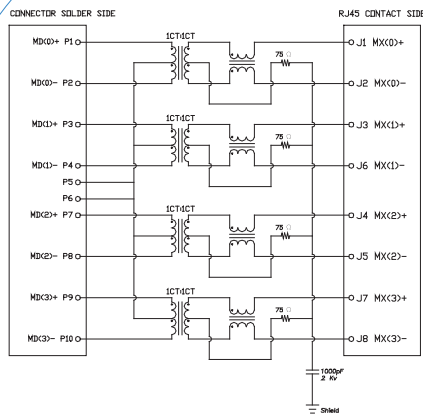 CONNECTOR SOLDER SIDE
RJ45 CONTACT SIDE
MD(0)+ P1
1CT:1CT
75 Ω
J1 MX(0)+
MD(0)- P2
J2 MX(0)-
MD(1)+ P3
1CT:1CT
75 Ω
J3 MX(1)+
MD(1)- P4
J6 MX(1)-
P5
P6
MD(2)+ P7
1CT:1CT
75 Ω
J4 MX(2)+
MD(2)- P8
J5 MX(2)-
MD(3)+ P9
1CT:1CT
75 Ω
J7 MX(3)+
MD(3)- P10
J8 MX(3)-
1000pF
2 Kv
Shield